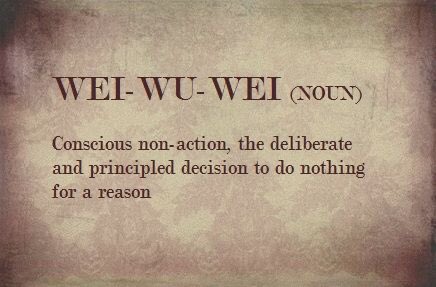 WEI-WU-WEI (NOUN)
Conscious non-action, the deliberate
and principled decision to do nothing
for a reason